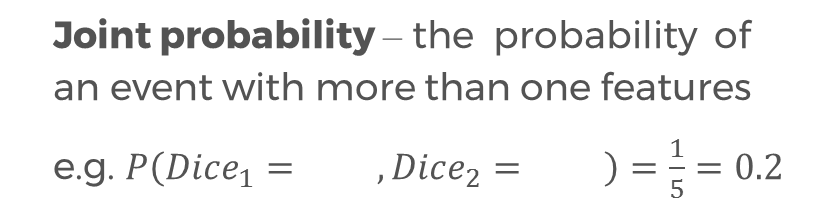 Joint probability – the probability of
an event with more than one features
e.g. P(Dice₁ = , Dice₂ = ) = 1/5 = 0.2